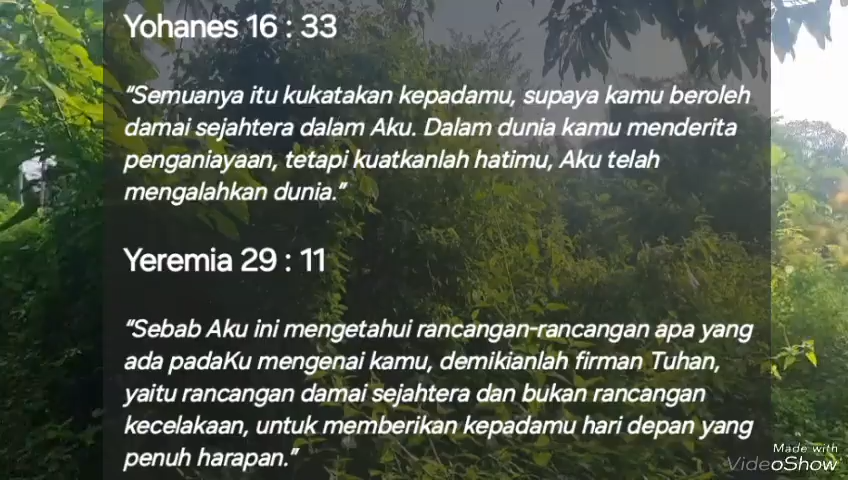 Yohanes 16 : 33
“Semuanya itu kukatakan kepadamu, supaya kamu beroleh
damai sejahtera dalam Aku. Dalam dunia kamu menderita
penganiayaan, tetapi kuatkanlah hatimu, Aku telah
mengalahkan dunia.”
Yeremia 29 : 11
“Sebab Aku ini mengetahui rancangan-rancangan apa yang
ada padaKu mengenai kamu, demikianlah firman Tuhan,
yaitu rancangan damai sejahtera dan bukan rancangan
kecelakaan, untuk memberikan kepadamu hari depan yang
penuh harapan.”
Made with
VideoShow